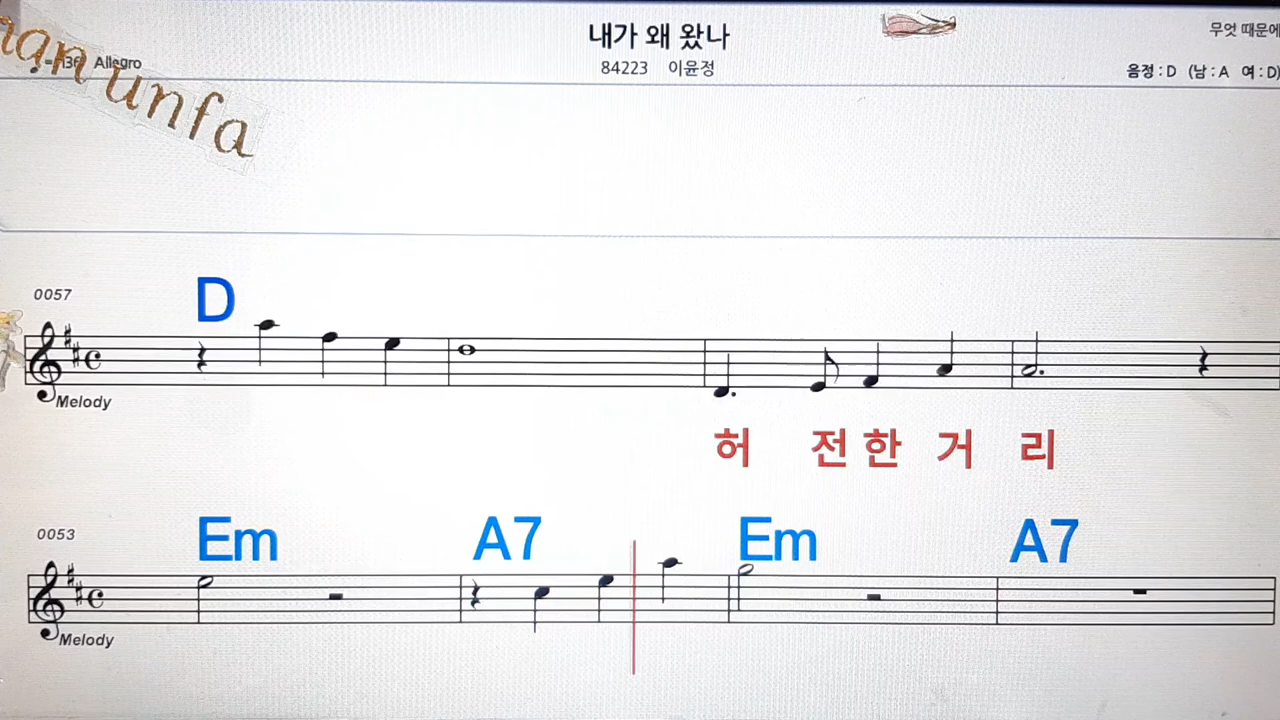 내가 왜 왔나
84223 이윤정
무엇 때문에
Allegro
음정 : D (남 : A 여 : D)
unfa
0057
D
Melody
허 전 한 거 리
0053
Em A7 Em A7
Melody